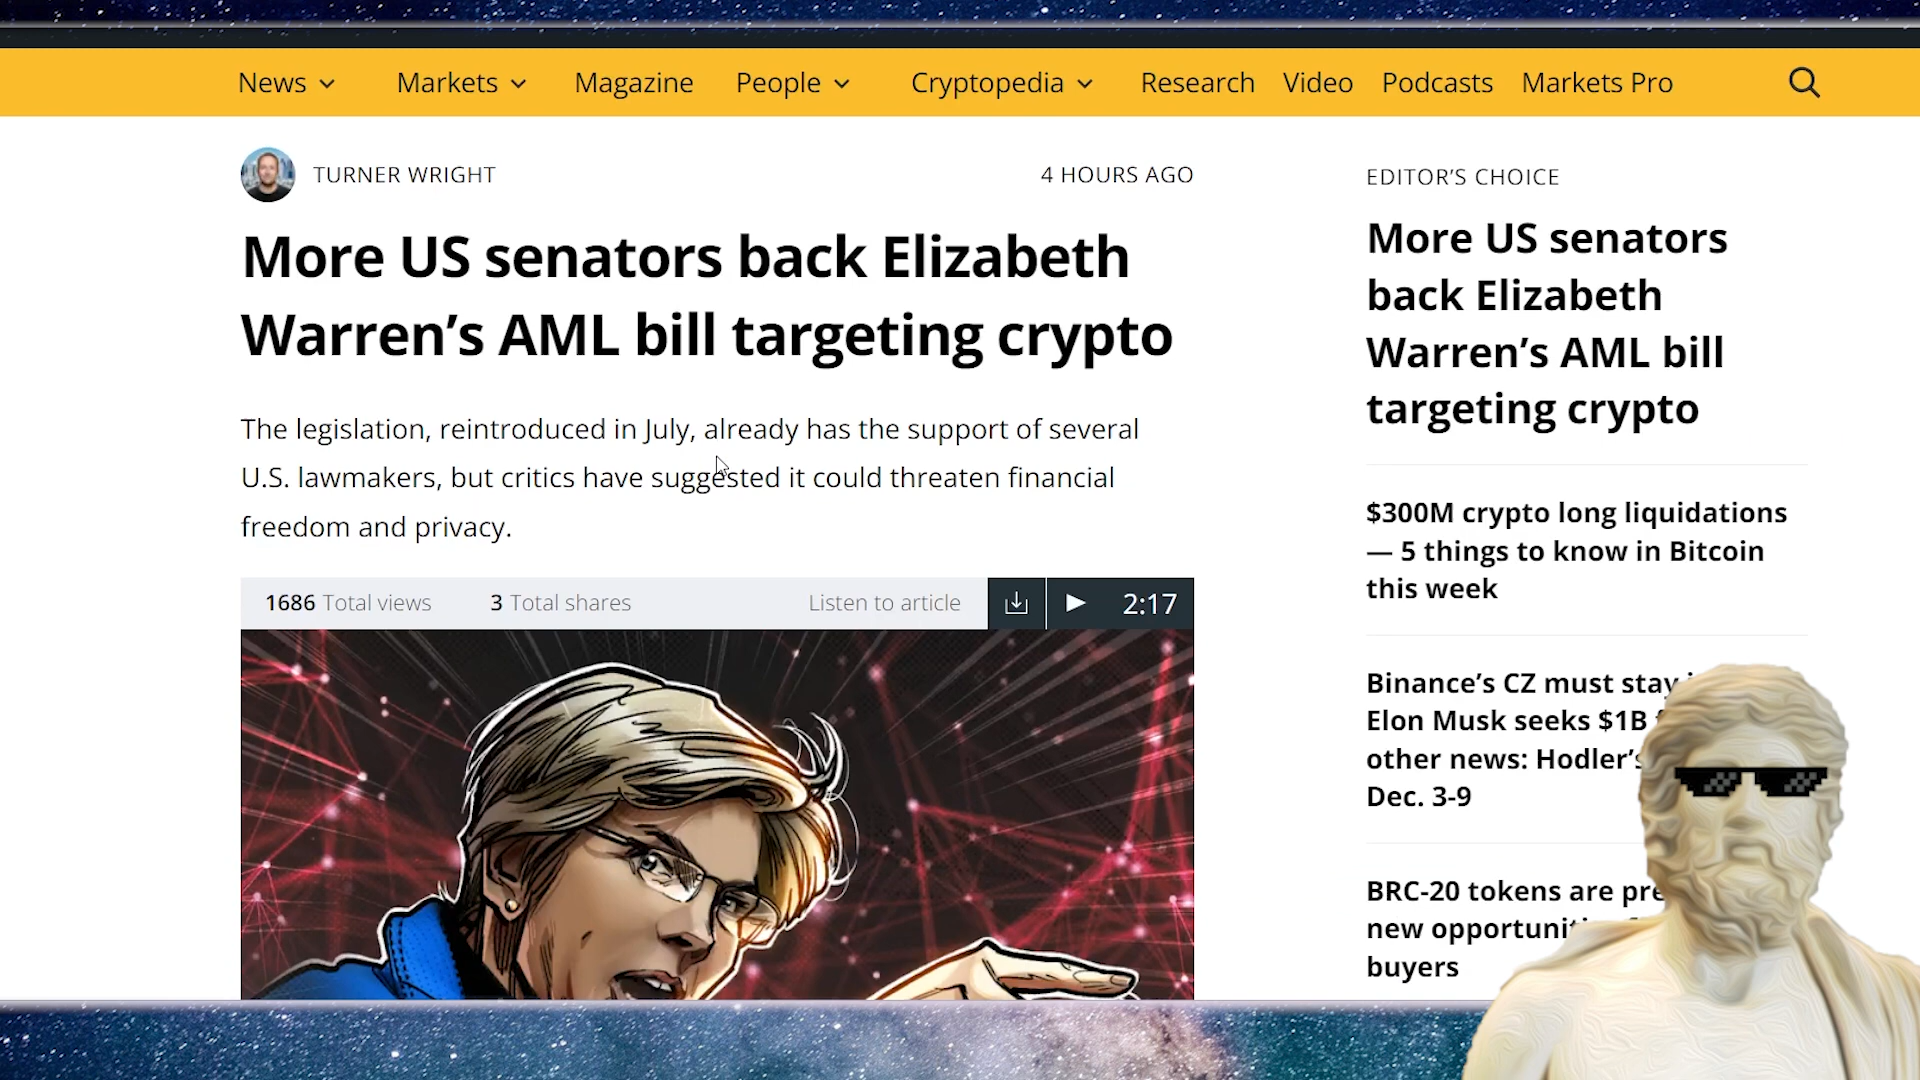 News Markets Magazine People Cryptopedia Research Video Podcasts Markets Pro
TURNER WRIGHT
4 HOURS AGO
More US senators back Elizabeth
Warren’s AML bill targeting crypto
The legislation, reintroduced in July, already has the support of several
U.S. lawmakers, but critics have suggested it could threaten financial
freedom and privacy.
1686 Total views 3 Total shares Listen to article 2:17
EDITOR’S CHOICE
More US senators
back Elizabeth
Warren’s AML bill
targeting crypto
$300M crypto long liquidations
— 5 things to know in Bitcoin
this week
Binance’s CZ must stay
Elon Musk seeks $1B
other news: Hodler’s
Dec. 3-9
BRC-20 tokens are
new
buyers